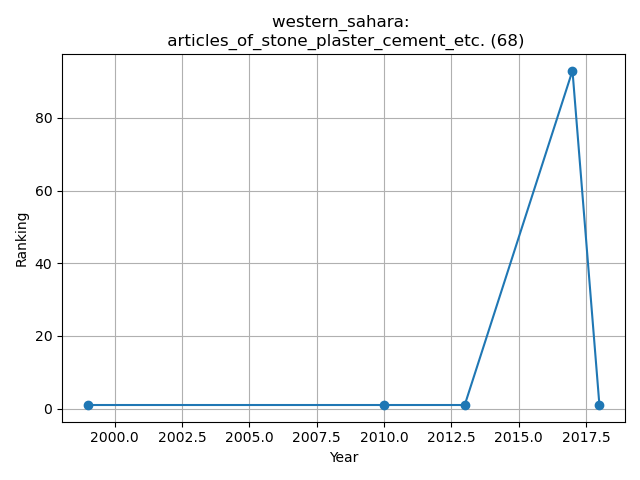 western_sahara:
articles_of_stone_plaster_cement_etc. (68)
80
60
40
20
0
Ranking
2000.0 2002.5 2005.0 2007.5 2010.0 2012.5 2015.0 2017.5
Year